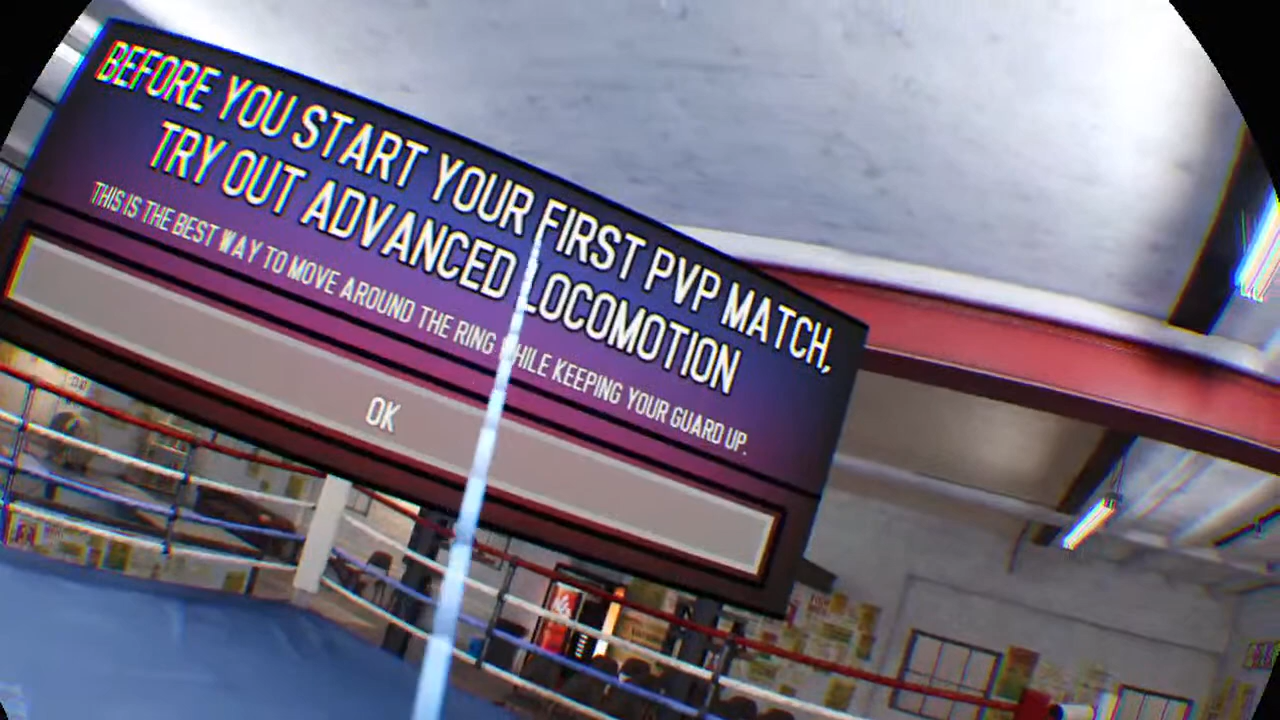 BEFORE YOU START YOUR FIRST PVP MATCH,
TRY OUT ADVANCED LOCOMOTION
THIS IS THE BEST WAY TO MOVE AROUND THE RING WHILE KEEPING YOUR GUARD UP.
OK